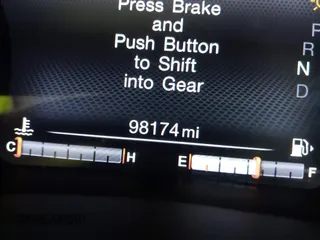 Press Brake
and
Push Button
to Shift
into Gear
P
R
N
D
98174 mi
C H E F